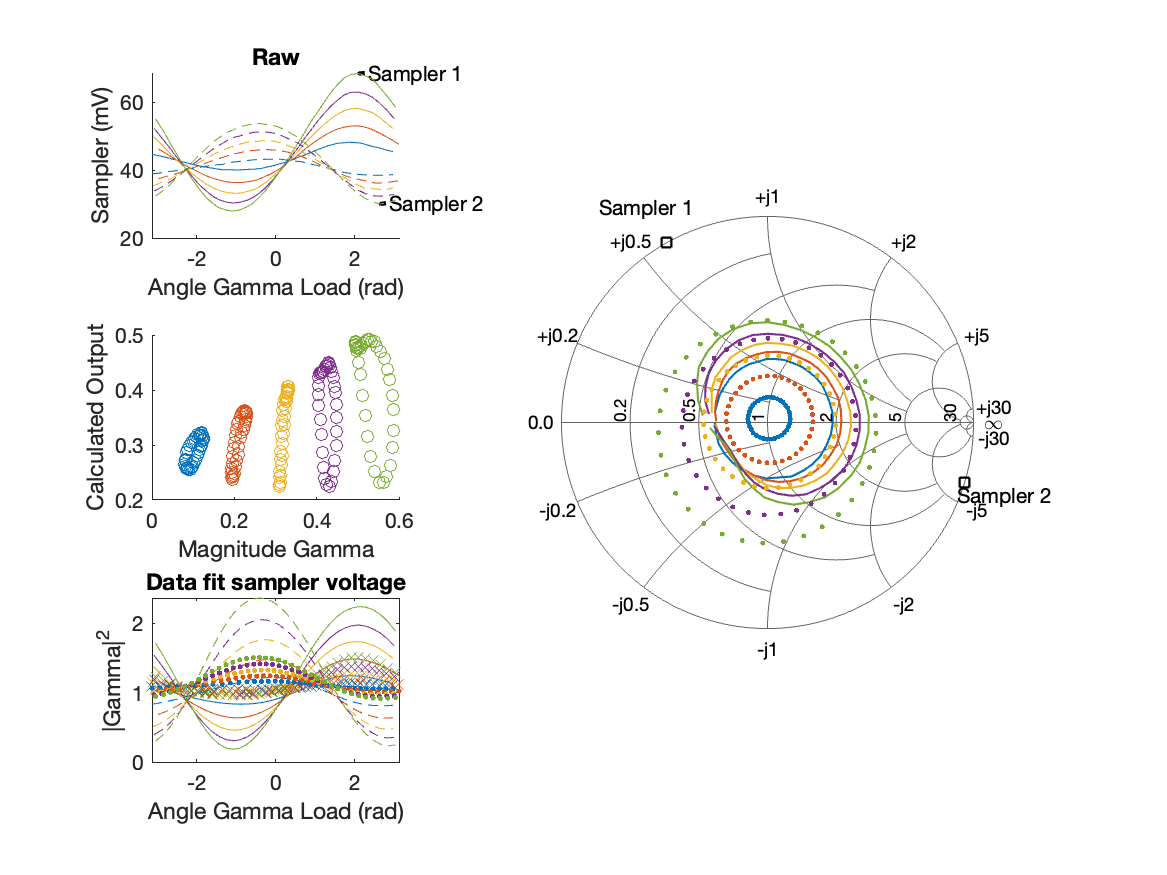 Raw
Sampler (mV)
60
40
20
-2
0
2
Angle Gamma Load (rad)
Sampler 1
Sampler 2
Calculated Output
0.5
0.4
0.3
0.2
0
0.2
0.4
0.6
Magnitude Gamma
Data fit sampler voltage
|Gamma|²
2
1
0
-2
0
2
Angle Gamma Load (rad)
Sampler 1
+j1
+j0.5
+j2
+j0.2
+j5
0.0
0.2
0.5
1
2
5
30
+j30
∞
-j30
Sampler 2
-j0.2
-j5
-j0.5
-j2
-j1